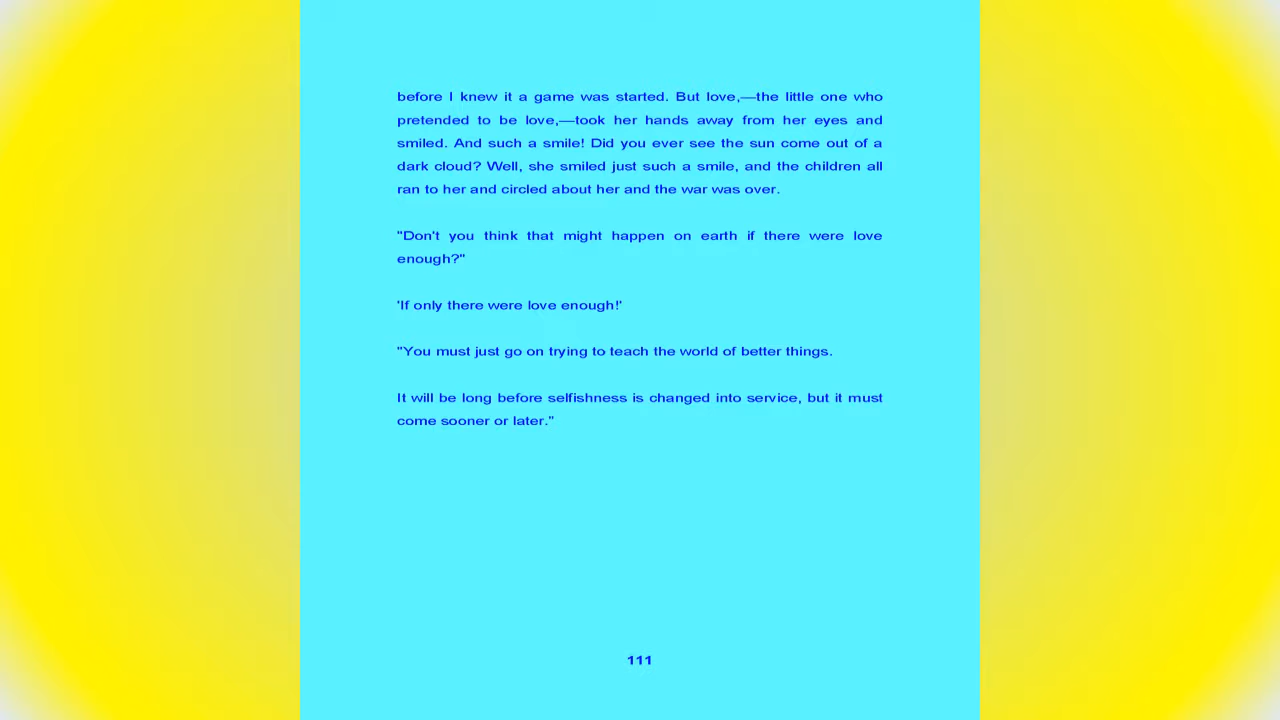 before I knew it a game was started. But love,—the little one who
pretended to be love,—took her hands away from her eyes and
smiled. And such a smile! Did you ever see the sun come out of a
dark cloud? Well, she smiled just such a smile, and the children all
ran to her and circled about her and the war was over.
"Don't you think that might happen on earth if there were love
enough?"
'If only there were love enough!'
"You must just go on trying to teach the world of better things.
It will be long before selfishness is changed into service, but it must
come sooner or later."
111